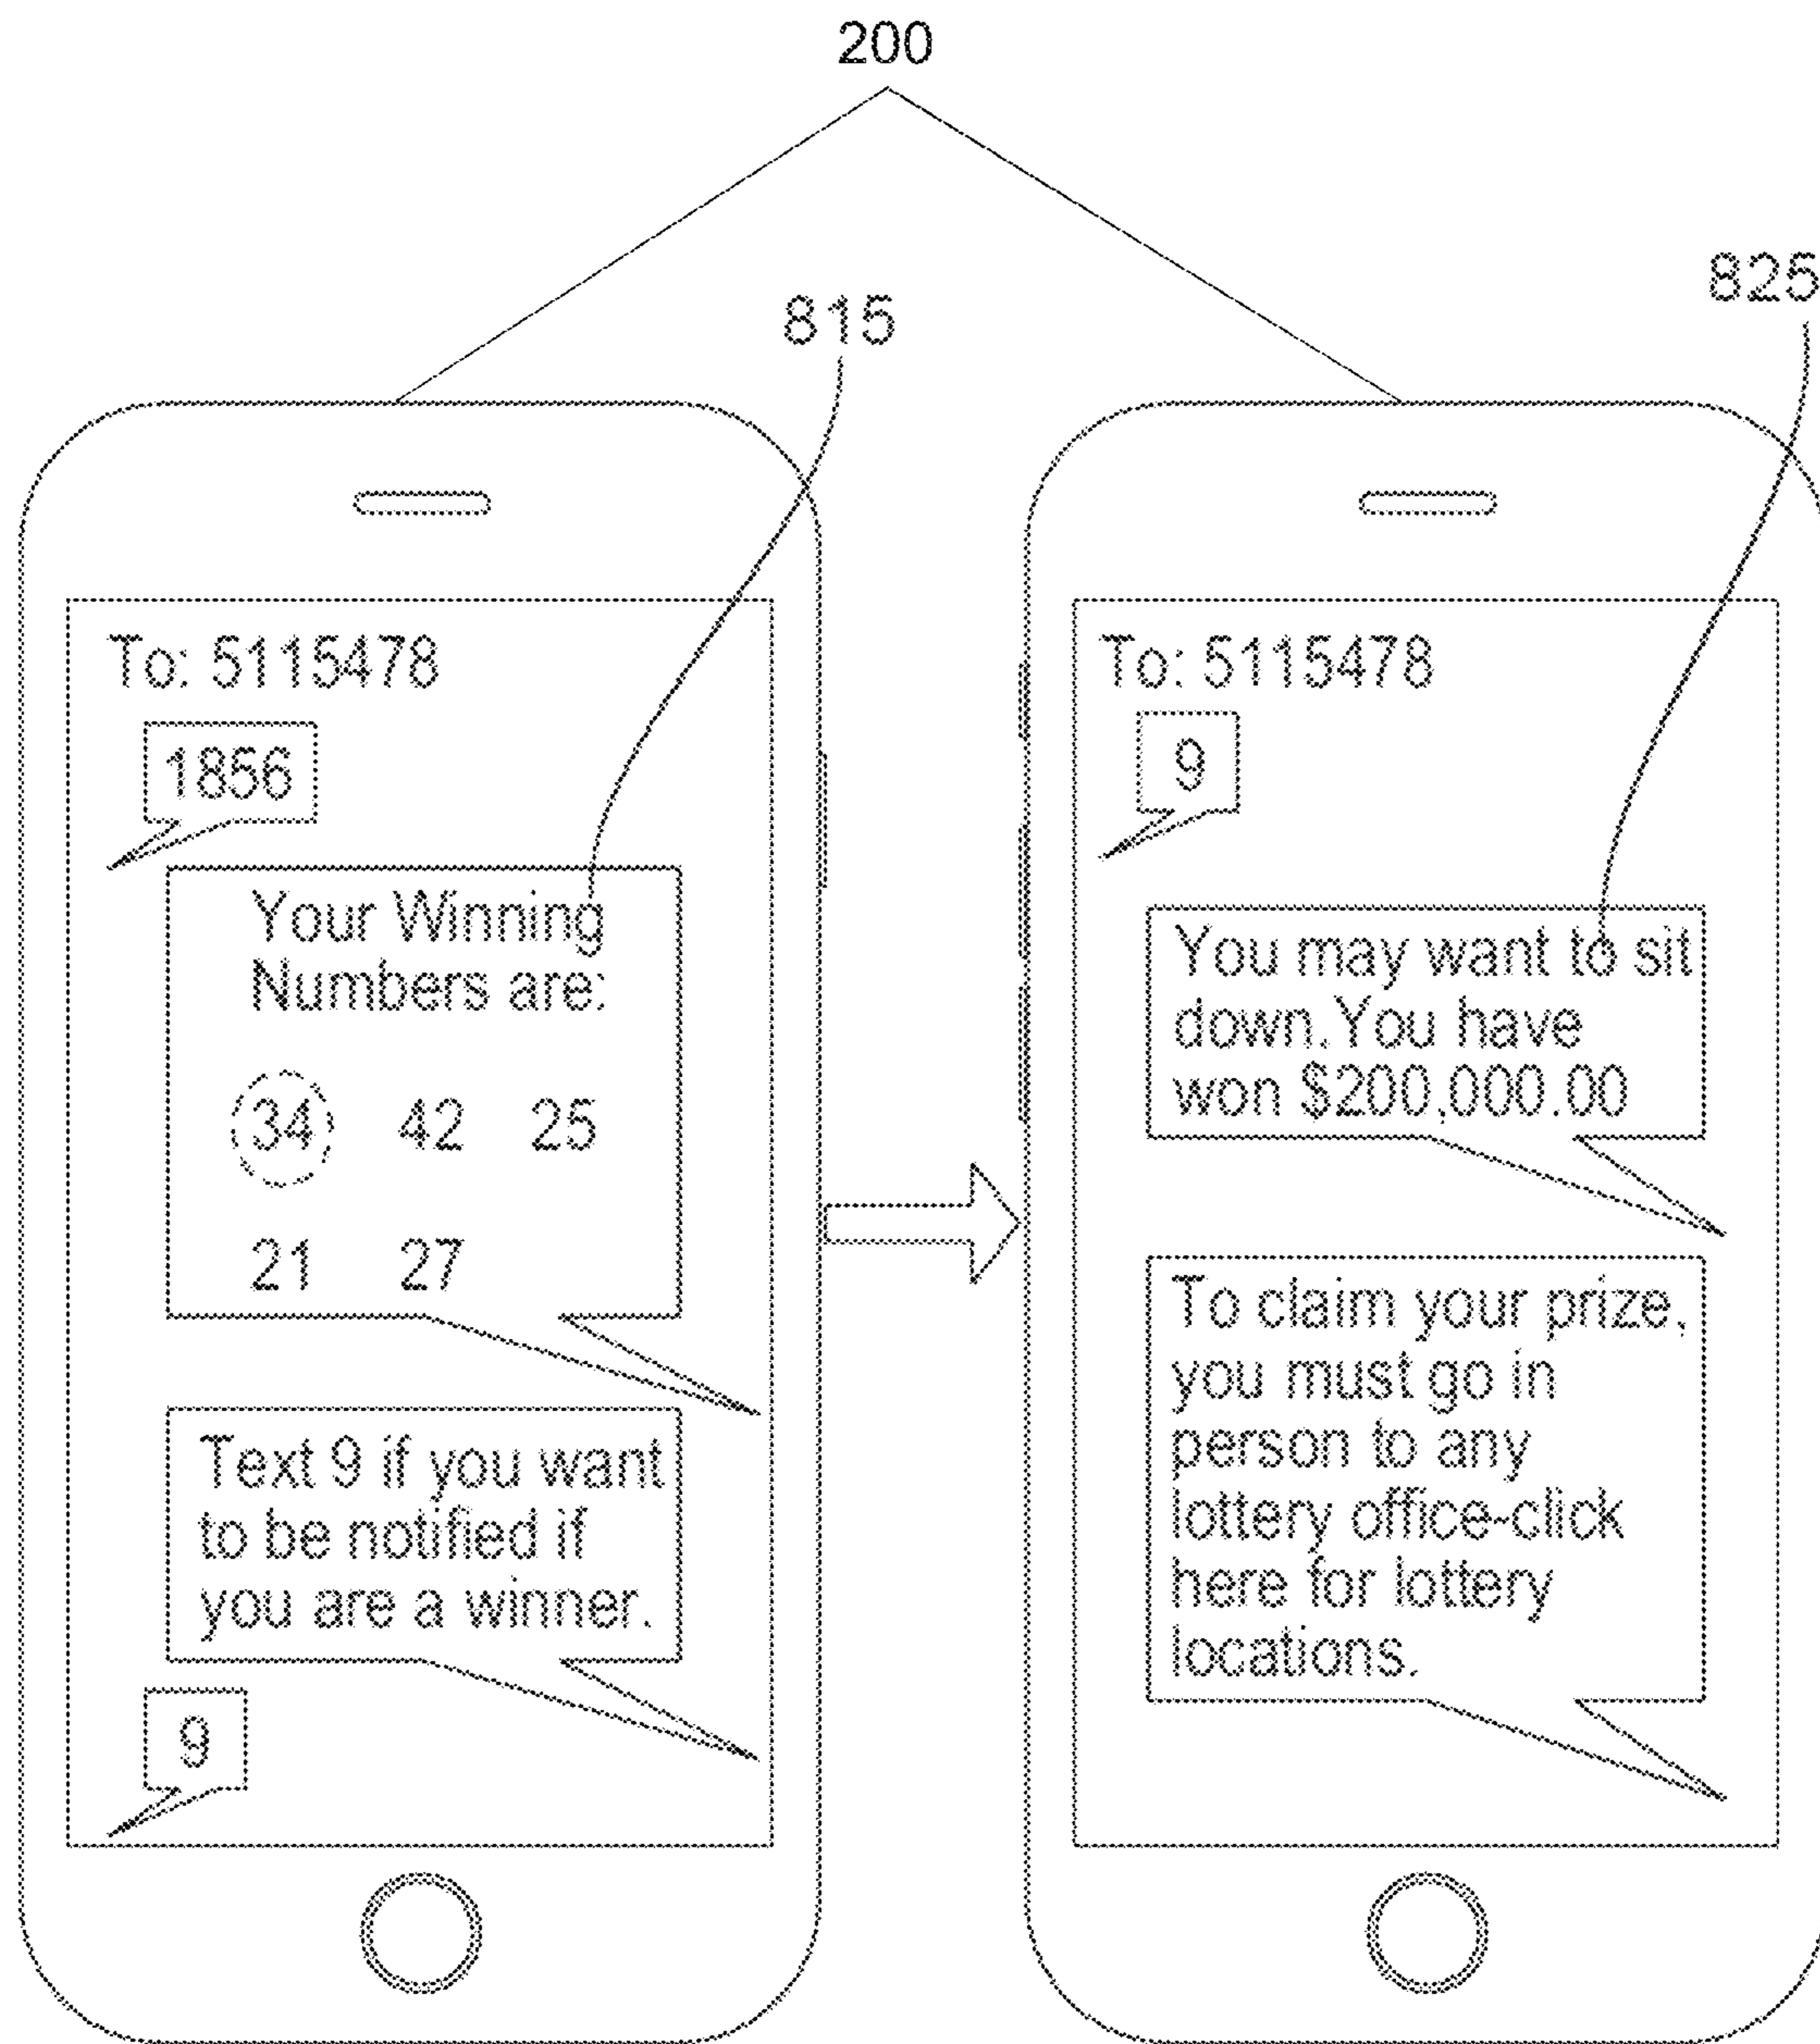 200
815
825
To: 5115478
1856
Your Winning
Numbers are:
34 42 25
21 27
Text 9 if you want
to be notified if
you are a winner.
9
To: 5115478
9
You may want to sit
down.You have
won $200,000.00
To claim your prize,
you must go in
person to any
lottery office-click
here for lottery
locations.